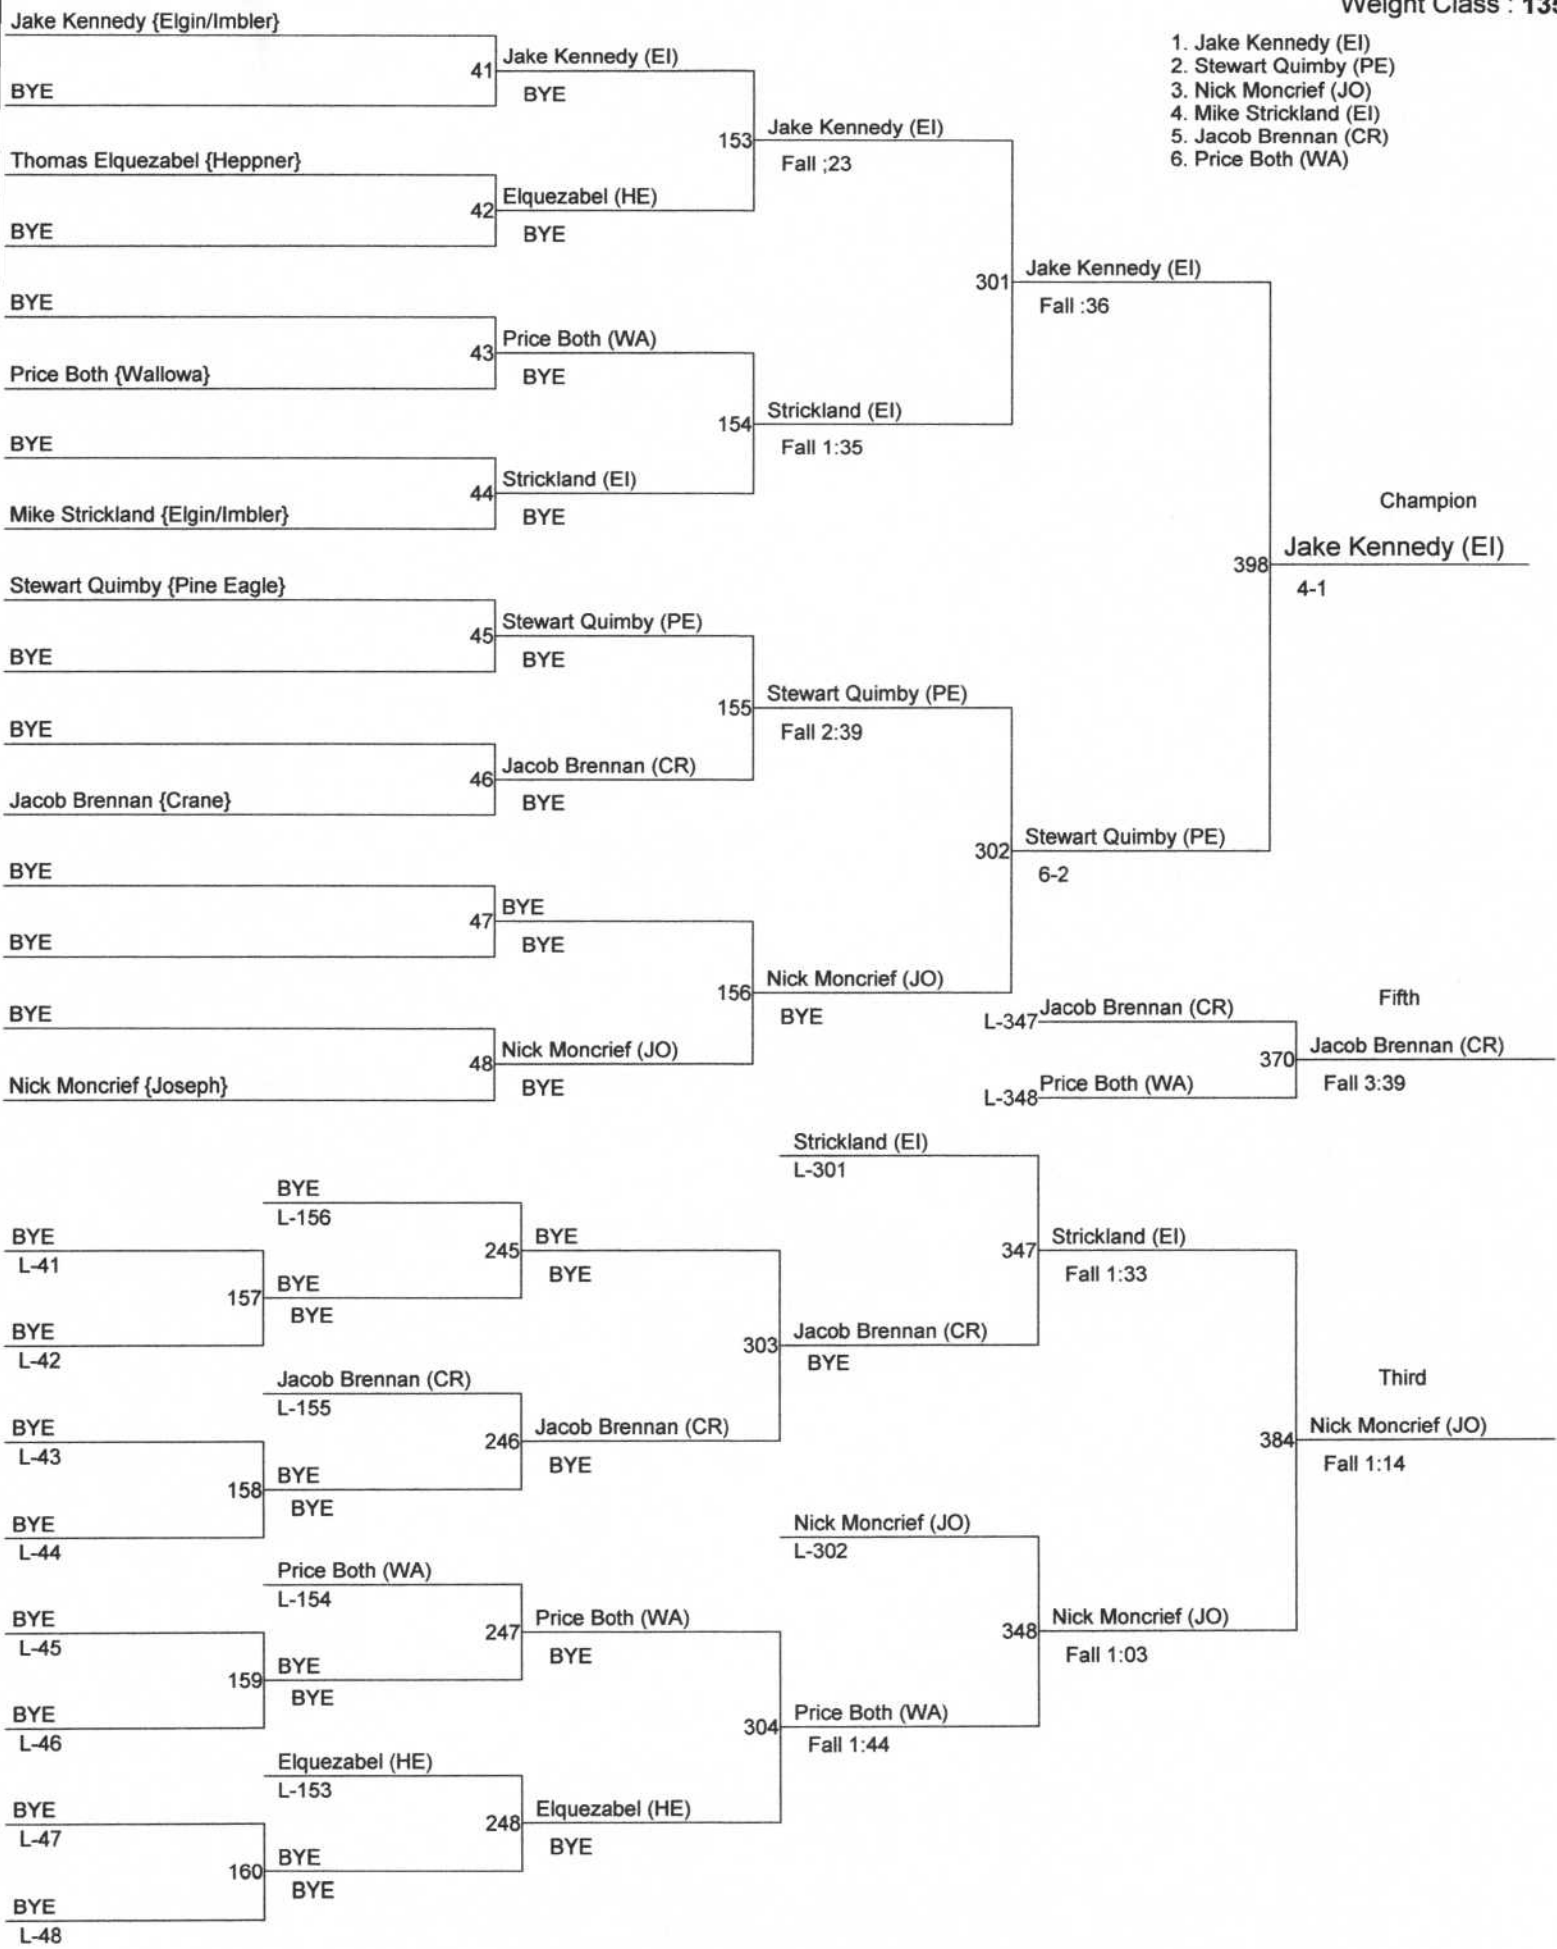 Weight Class : 135
1. Jake Kennedy (EI)
2. Stewart Quimby (PE)
3. Nick Moncrief (JO)
4. Mike Strickland (EI)
5. Jacob Brennan (CR)
6. Price Both (WA)
Jake Kennedy {Elgin/Imbler}
41
Jake Kennedy (EI)
BYE
BYE
153
Jake Kennedy (EI)
Fall ;23
Thomas Elquezabel {Heppner}
42
Elquezabel (HE)
BYE
BYE
301
Jake Kennedy (EI)
Fall :36
BYE
43
Price Both (WA)
BYE
Price Both {Wallowa}
154
Strickland (EI)
Fall 1:35
BYE
44
Strickland (EI)
BYE
Mike Strickland {Elgin/Imbler}
Champion
398
Jake Kennedy (EI)
4-1
Stewart Quimby {Pine Eagle}
45
Stewart Quimby (PE)
BYE
BYE
155
Stewart Quimby (PE)
Fall 2:39
BYE
46
Jacob Brennan (CR)
BYE
Jacob Brennan {Crane}
302
Stewart Quimby (PE)
6-2
BYE
47
BYE
BYE
BYE
156
Nick Moncrief (JO)
BYE
BYE
48
Nick Moncrief (JO)
BYE
Nick Moncrief {Joseph}
Fifth
L-347
Jacob Brennan (CR)
370
Jacob Brennan (CR)
Fall 3:39
L-348
Price Both (WA)
Strickland (EI)
L-301
BYE
L-156
245
BYE
BYE
347
Strickland (EI)
Fall 1:33
BYE
L-41
157
BYE
BYE
BYE
L-42
303
Jacob Brennan (CR)
BYE
Jacob Brennan (CR)
L-155
246
Jacob Brennan (CR)
BYE
Third
384
Nick Moncrief (JO)
Fall 1:14
BYE
L-43
158
BYE
BYE
BYE
L-44
Nick Moncrief (JO)
L-302
Price Both (WA)
L-154
247
Price Both (WA)
BYE
348
Nick Moncrief (JO)
Fall 1:03
BYE
L-45
159
BYE
BYE
BYE
L-46
304
Price Both (WA)
Fall 1:44
Elquezabel (HE)
L-153
248
Elquezabel (HE)
BYE
BYE
L-47
160
BYE
BYE
BYE
L-48